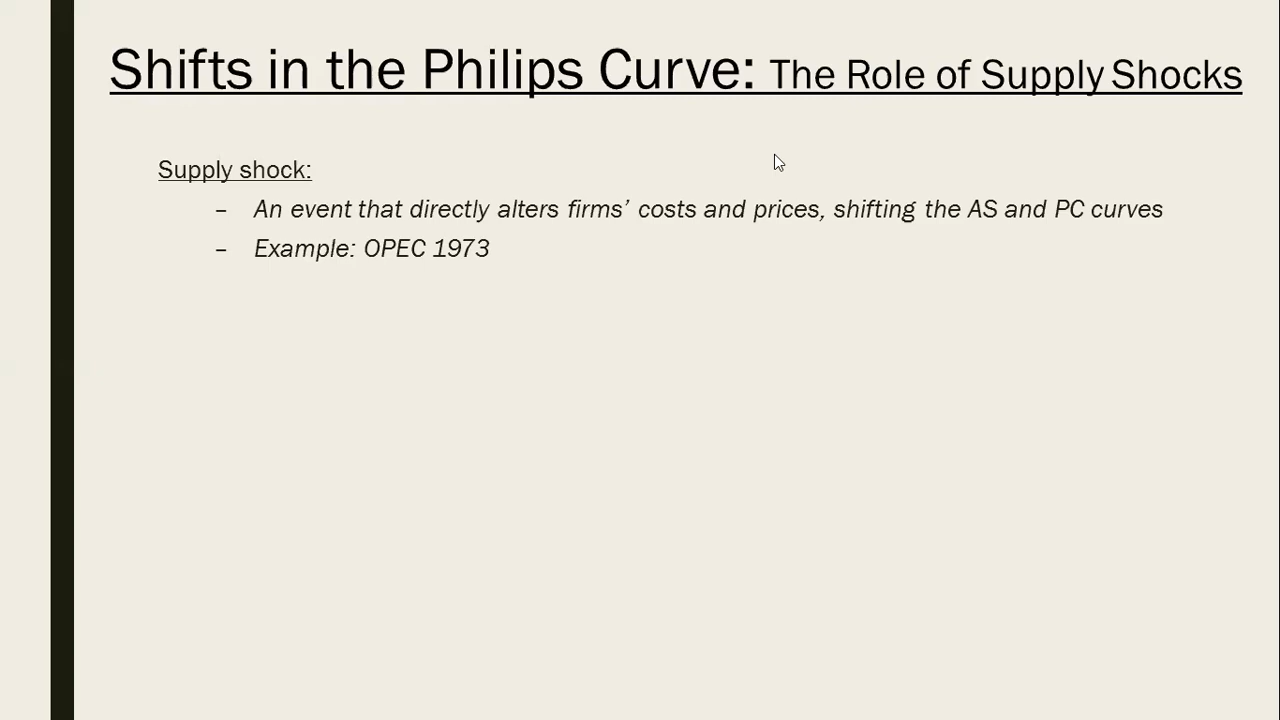 Shifts in the Philips Curve: The Role of Supply Shocks
Supply shock:
– An event that directly alters firms’ costs and prices, shifting the AS and PC curves
– Example: OPEC 1973